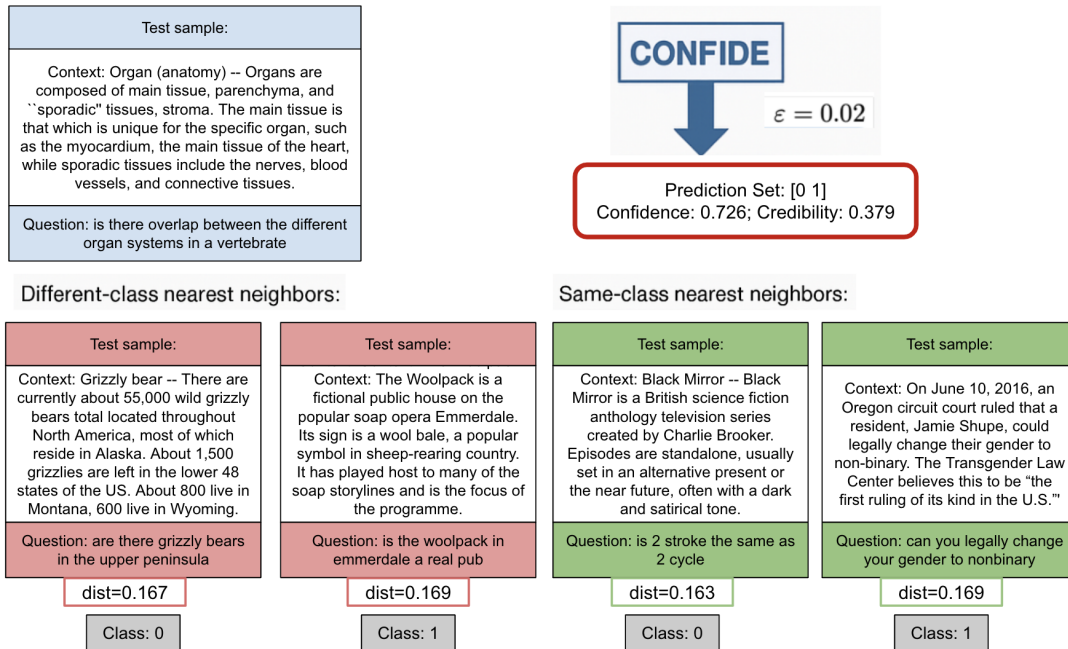 Test sample:
Context: Organ (anatomy) -- Organs are
composed of main tissue, parenchyma, and
``sporadic'' tissues, stroma. The main tissue is
that which is unique for the specific organ, such
as the myocardium, the main tissue of the heart,
while sporadic tissues include the nerves, blood
vessels, and connective tissues.
Question: is there overlap between the different
organ systems in a vertebrate
CONFIDE
ε = 0.02
Prediction Set: [0 1]
Confidence: 0.726; Credibility: 0.379
Different-class nearest neighbors:
Test sample:
Context: Grizzly bear -- There are
currently about 55,000 wild grizzly
bears total located throughout
North America, most of which
reside in Alaska. About 1,500
grizzlies are left in the lower 48
states of the US. About 800 live in
Montana, 600 live in Wyoming.
Question: are there grizzly bears
in the upper peninsula
dist=0.167
Class: 0
Test sample:
Context: The Woolpack is a
fictional public house on the
popular soap opera Emmerdale.
Its sign is a wool bale, a popular
symbol in sheep-rearing country.
It has played host to many of the
soap storylines and is the focus of
the programme.
Question: is the woolpack in
emmerdale a real pub
dist=0.169
Class: 1
Same-class nearest neighbors:
Test sample:
Context: Black Mirror -- Black
Mirror is a British science fiction
anthology television series
created by Charlie Brooker.
Episodes are standalone, usually
set in an alternative present or
the near future, often with a dark
and satirical tone.
Question: is 2 stroke the same as
2 cycle
dist=0.163
Class: 0
Test sample:
Context: On June 10, 2016, an
Oregon circuit court ruled that a
resident, Jamie Shupe, could
legally change their gender to
non-binary. The Transgender Law
Center believes this to be “the
first ruling of its kind in the U.S.”'
Question: can you legally change
your gender to nonbinary
dist=0.169
Class: 1